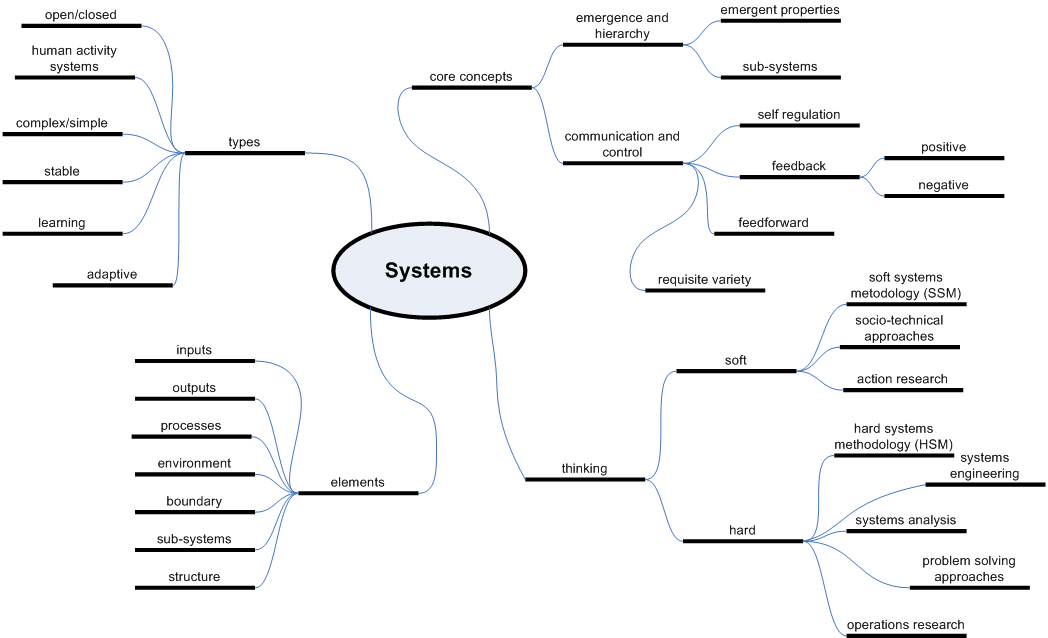 open/closed
human activity
systems
complex/simple
types
stable
learning
adaptive
core concepts
emergence and
hierarchy
emergent properties
sub-systems
communication and
control
self regulation
feedback
positive
negative
feedforward
requisite variety
Systems
inputs
outputs
processes
environment
elements
boundary
sub-systems
structure
thinking
soft
soft systems
metodology (SSM)
socio-technical
approaches
action research
hard
hard systems
methodology (HSM)
systems
engineering
systems analysis
problem solving
approaches
operations research